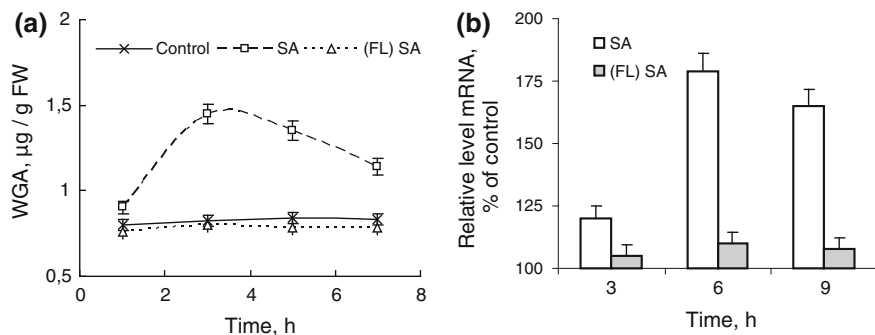 (a)
WGA, µg / g FW
2
1,5
1
0,5
Control
SA
(FL) SA
0
2
4
6
8
Time, h
(b)
Relative level mRNA,
% of control
200
175
150
125
100
SA
(FL) SA
3
6
9
Time, h